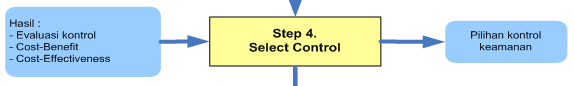 Hasil :
- Evaluasi kontrol
- Cost-Benefit
- Cost-Effectiveness
Step 4.
Select Control
Pilihan kontrol
keamanan